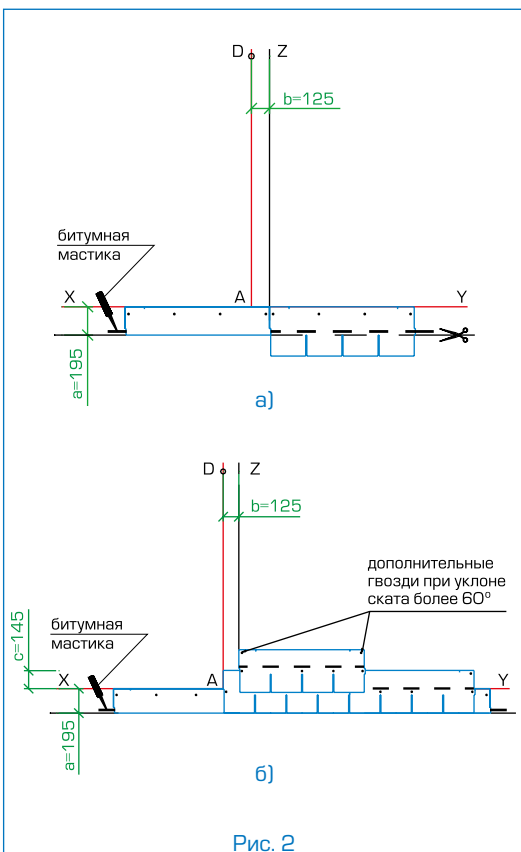 D Z
b=125
битумная
мастика
X A Y
a=195
а)
D Z
b=125
дополнительные
гвозди при уклоне
ската более 60°
c=145
битумная
мастика
X A Y
a=195
б)
Рис. 2